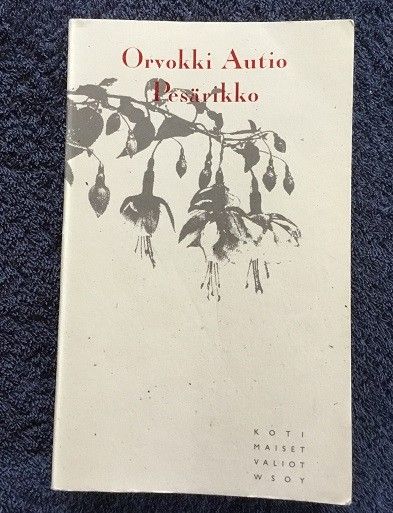 Orvokki Autio
Pesärikko
KOTI
MAISET
VALIOT
WSOY